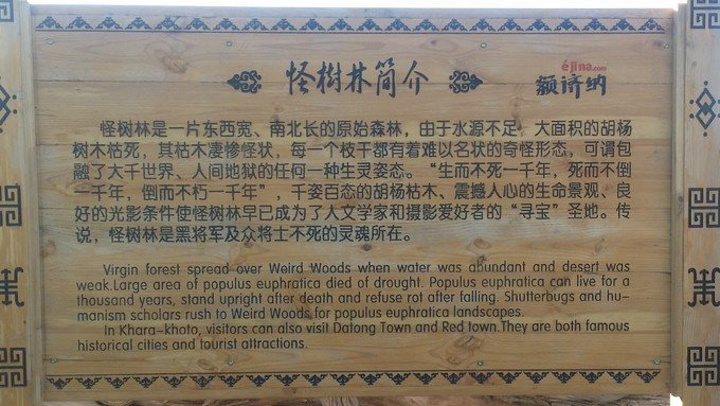 怪樹林简介
éjina.com
额济纳
怪树林是一片东西宽、南北长的原始森林，由于水源不足，大面积的胡杨
树木枯死，其枯木凄惨怪状，每一个枝干都有着难以名状的奇怪形态，可谓包
融了大千世界、人间地狱的任何一种生灵姿态。“生而不死一千年，死而不倒
一千年，倒而不朽一千年”，千姿百态的胡杨枯木、震撼人心的生命景观、良
好的光影条件使怪树林早已成为了人文学家和摄影爱好者的“寻宝”圣地。传
说，怪树林是黑将军及众将士不死的灵魂所在。
Virgin forest spread over Weird Woods when water was abundant and desert was
weak.Large area of populus euphratica died of drought. Populus euphratica can live for a
thousand years, stand upright after death and refuse rot after falling. Shutterbugs and hu-
manism scholars rush to Weird Woods for populus euphratica landscapes.
In Khara-khoto, visitors can also visit Datong Town and Red town.They are both famous
historical cities and tourist attractions.